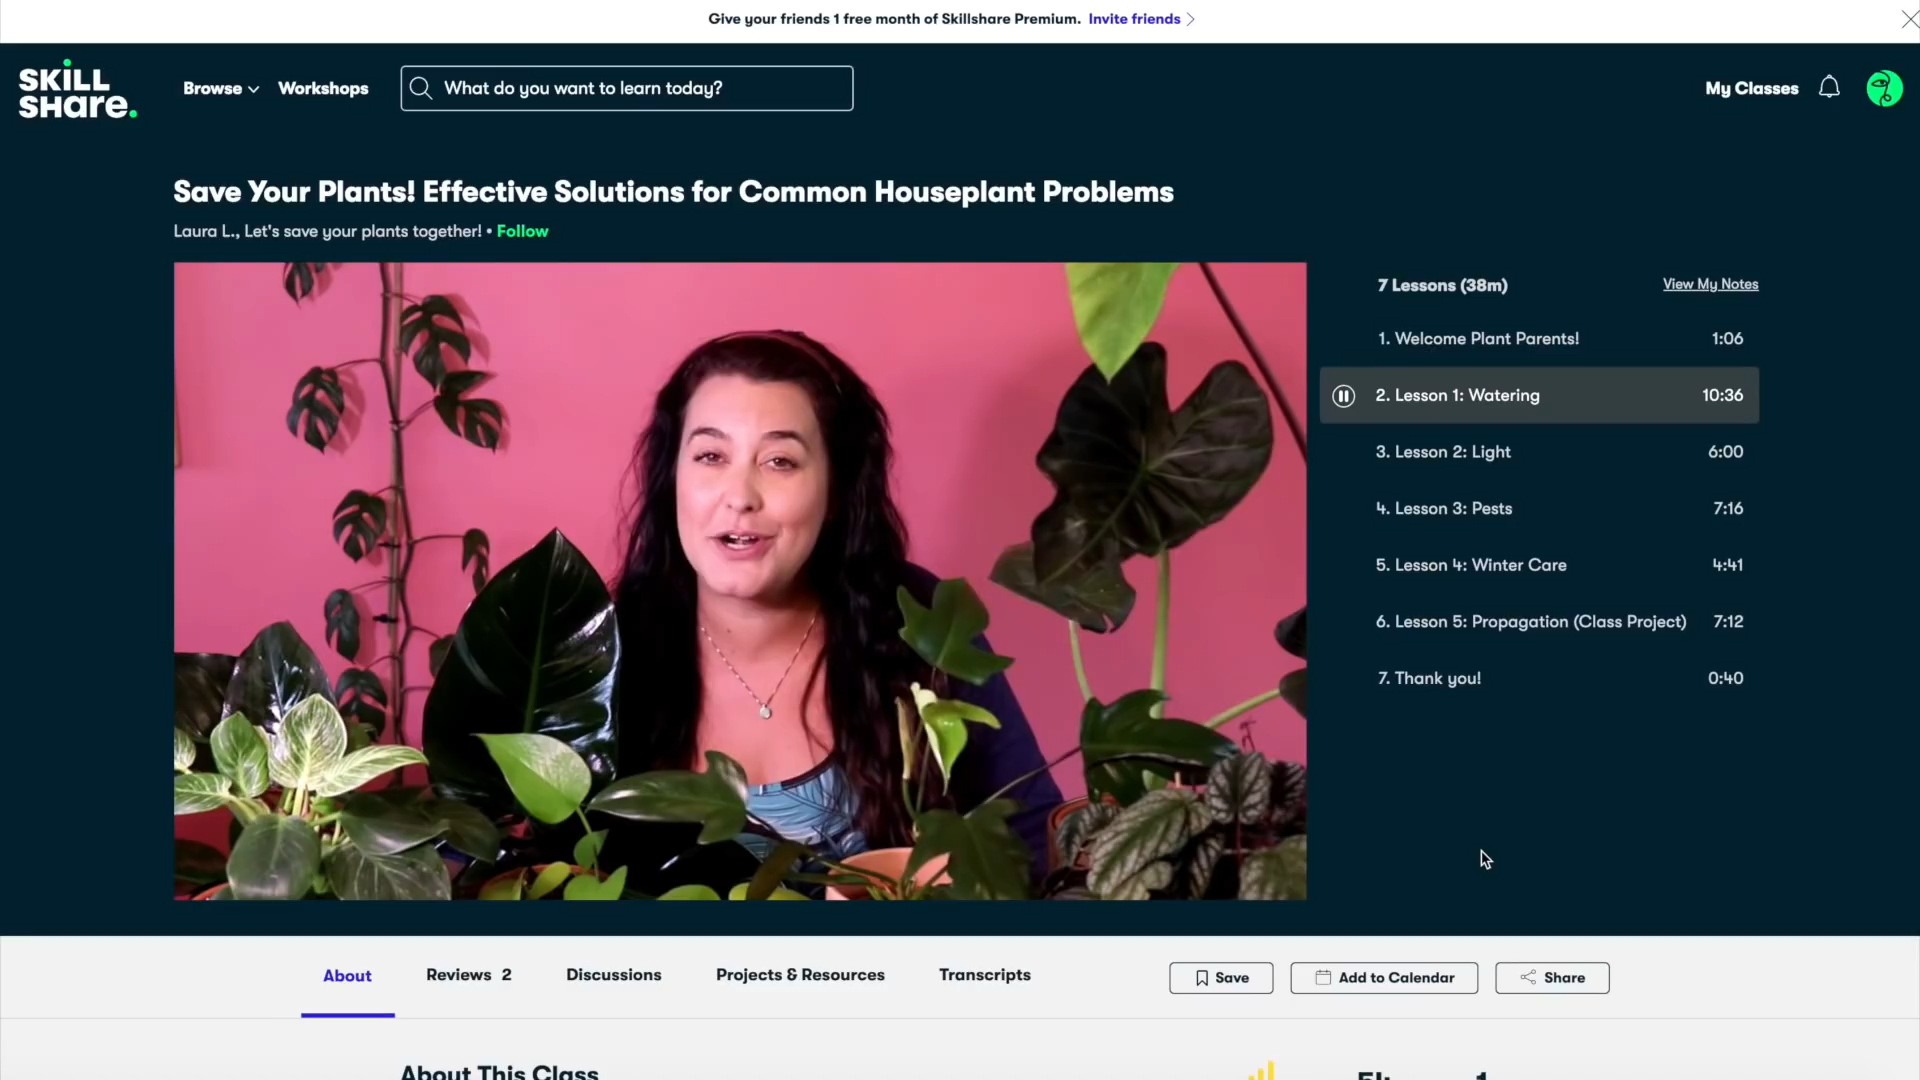 Give your friends 1 free month of Skillshare Premium. Invite friends
SKILL
SHARE.
Browse
Workshops
What do you want to learn today?
My Classes
Save Your Plants! Effective Solutions for Common Houseplant Problems
Laura L., Let's save your plants together! • Follow
7 Lessons (38m)
View My Notes
1. Welcome Plant Parents! 1:06
2. Lesson 1: Watering 10:36
3. Lesson 2: Light 6:00
4. Lesson 3: Pests 7:16
5. Lesson 4: Winter Care 4:41
6. Lesson 5: Propagation (Class Project) 7:12
7. Thank you! 0:40
About
Reviews 2
Discussions
Projects & Resources
Transcripts
Save
Add to Calendar
Share
About This Class